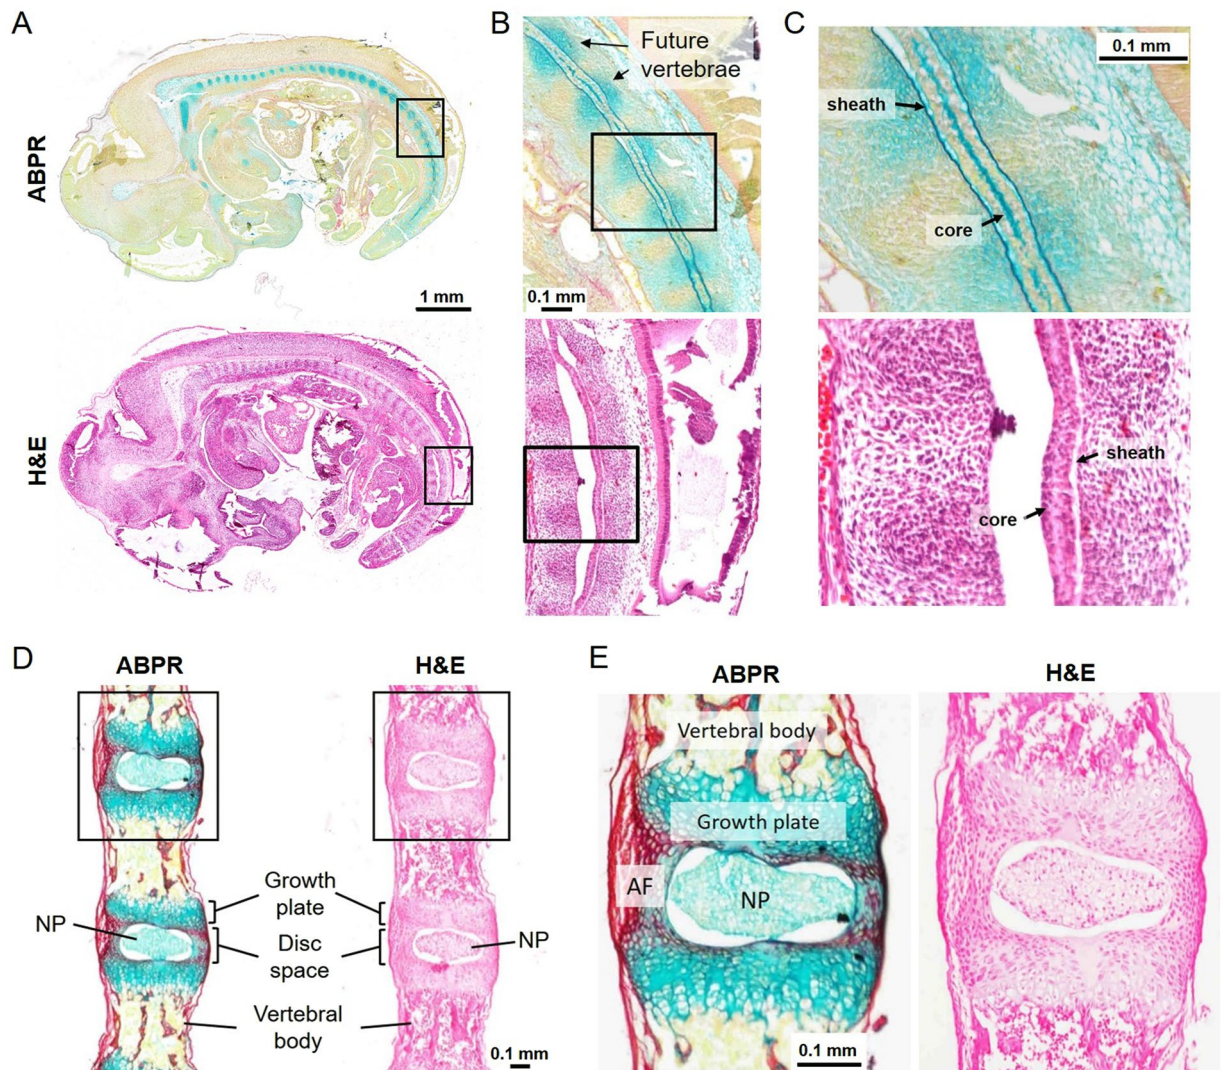 A
B
C
ABPR
Future
vertebrae
0.1 mm
sheath
core
1 mm
0.1 mm
H&E
sheath
core
D
ABPR
H&E
E
ABPR
H&E
Vertebral body
Growth plate
AF
NP
Growth
plate
NP
Disc
space
NP
Vertebral
body
0.1 mm
0.1 mm